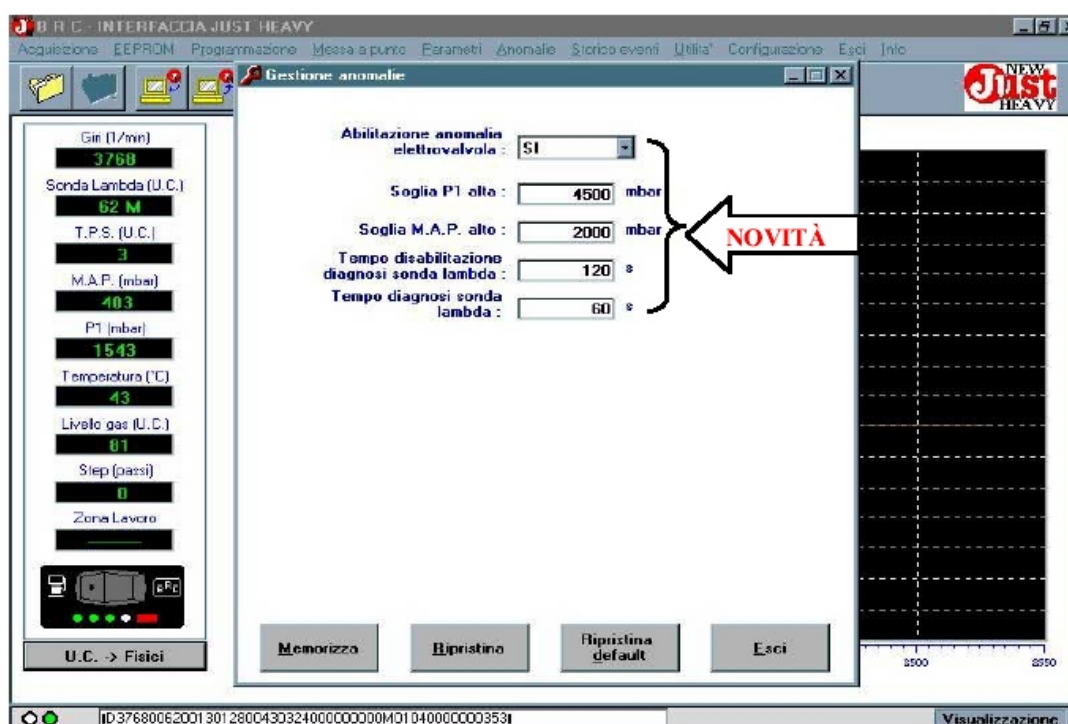 B R C - INTERFACCIA JUST HEAVY
Acquisizione EEPROM Programmazione Messa a punto Parametri Anomalie Storico eventi Utilita' Configurazione Esci Info
Gestione anomalie
NEW
Just
HEAVY
Giri (1/min)
3768
Sonda Lambda (U.C.)
62 M
T.P.S. (U.C.)
3
M.A.P. (mbar)
403
P1 (mbar)
1543
Temperatura (°C)
43
Livello gas (U.C.)
81
Step (passi)
0
Zona Lavoro
BRC
U.C. -> Fisici
Abilitazione anomalia
elettrovalvola : SI
Soglia P1 alta : 4500 mbar
Soglia M.A.P. alto : 2000 mbar
Tempo disabilitazione
diagnosi sonda lambda : 120 s
Tempo diagnosi sonda
lambda : 60 s
NOVITÀ
Memorizza
Ripristina
Ripristina
default
Esci
3500
3550
Visualizzazione